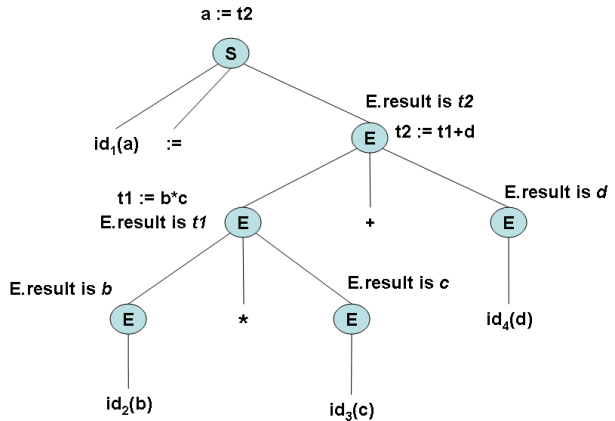 a := t2
S
E.result is t2
id1(a) :=
E t2 := t1+d
t1 := b*c
E.result is d
E.result is t1 E + E
E.result is b
E.result is c
E * E
id4(d)
id2(b)
id3(c)